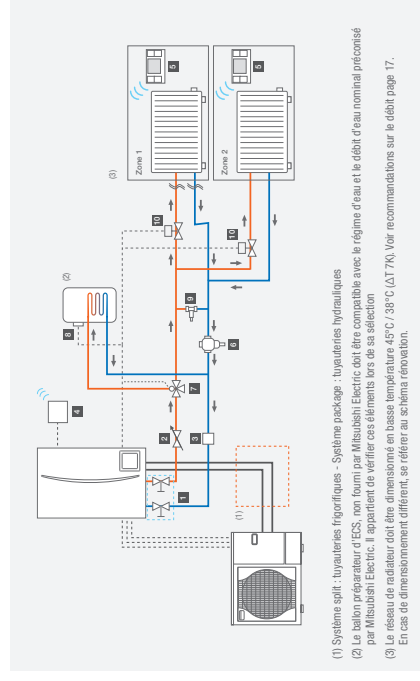 (3)
Zone 1
5
Zone 2
5
10
10
9
6
(2)
8
7
4
2
3
1
(1)
(1) Système split : tuyauteries frigorifiques - Système package : tuyauteries hydrauliques
(2) Le ballon préparateur d'ECS, non fourni par Mitsubishi Electric doit être compatible avec le régime d'eau et le débit d'eau nominal préconisé
par Mitsubishi Electric. Il appartient de vérifier ces éléments lors de sa sélection
(3) Le réseau de radiateur doit être dimensionné en basse température 45°C / 38°C (ΔT 7K). Voir recommandations sur le débit page 17.
En cas de dimensionnement différent, se référer au schéma rénovation.